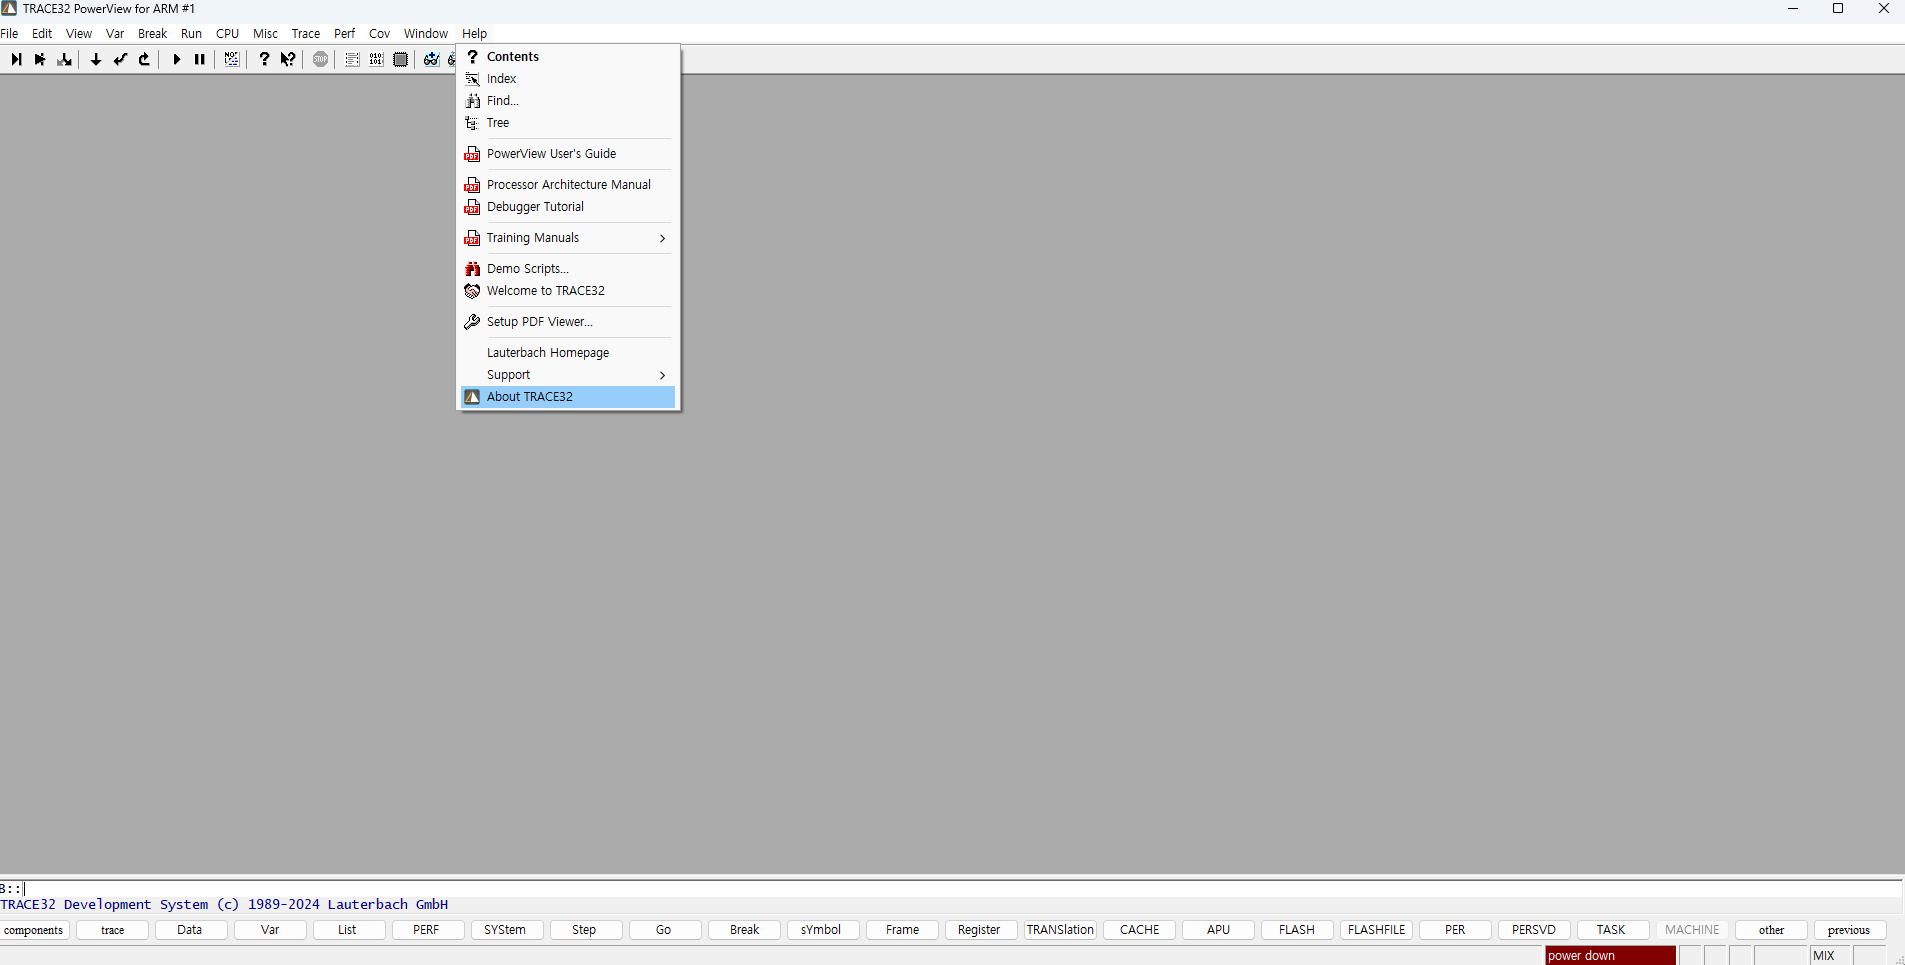 TRACE32 PowerView for ARM #1
File Edit View Var Break Run CPU Misc Trace Perf Cov Window Help
STOP
Contents
Index
Find...
Tree
PowerView User's Guide
Processor Architecture Manual
Debugger Tutorial
Training Manuals
Demo Scripts...
Welcome to TRACE32
Setup PDF Viewer...
Lauterbach Homepage
Support
About TRACE32
B::
TRACE32 Development System (c) 1989-2024 Lauterbach GmbH
components trace Data Var List PERF SYStem Step Go Break sYmbol Frame Register TRANSlation CACHE APU FLASH FLASHFILE PER PERSVD TASK MACHINE other previous
power down MIX